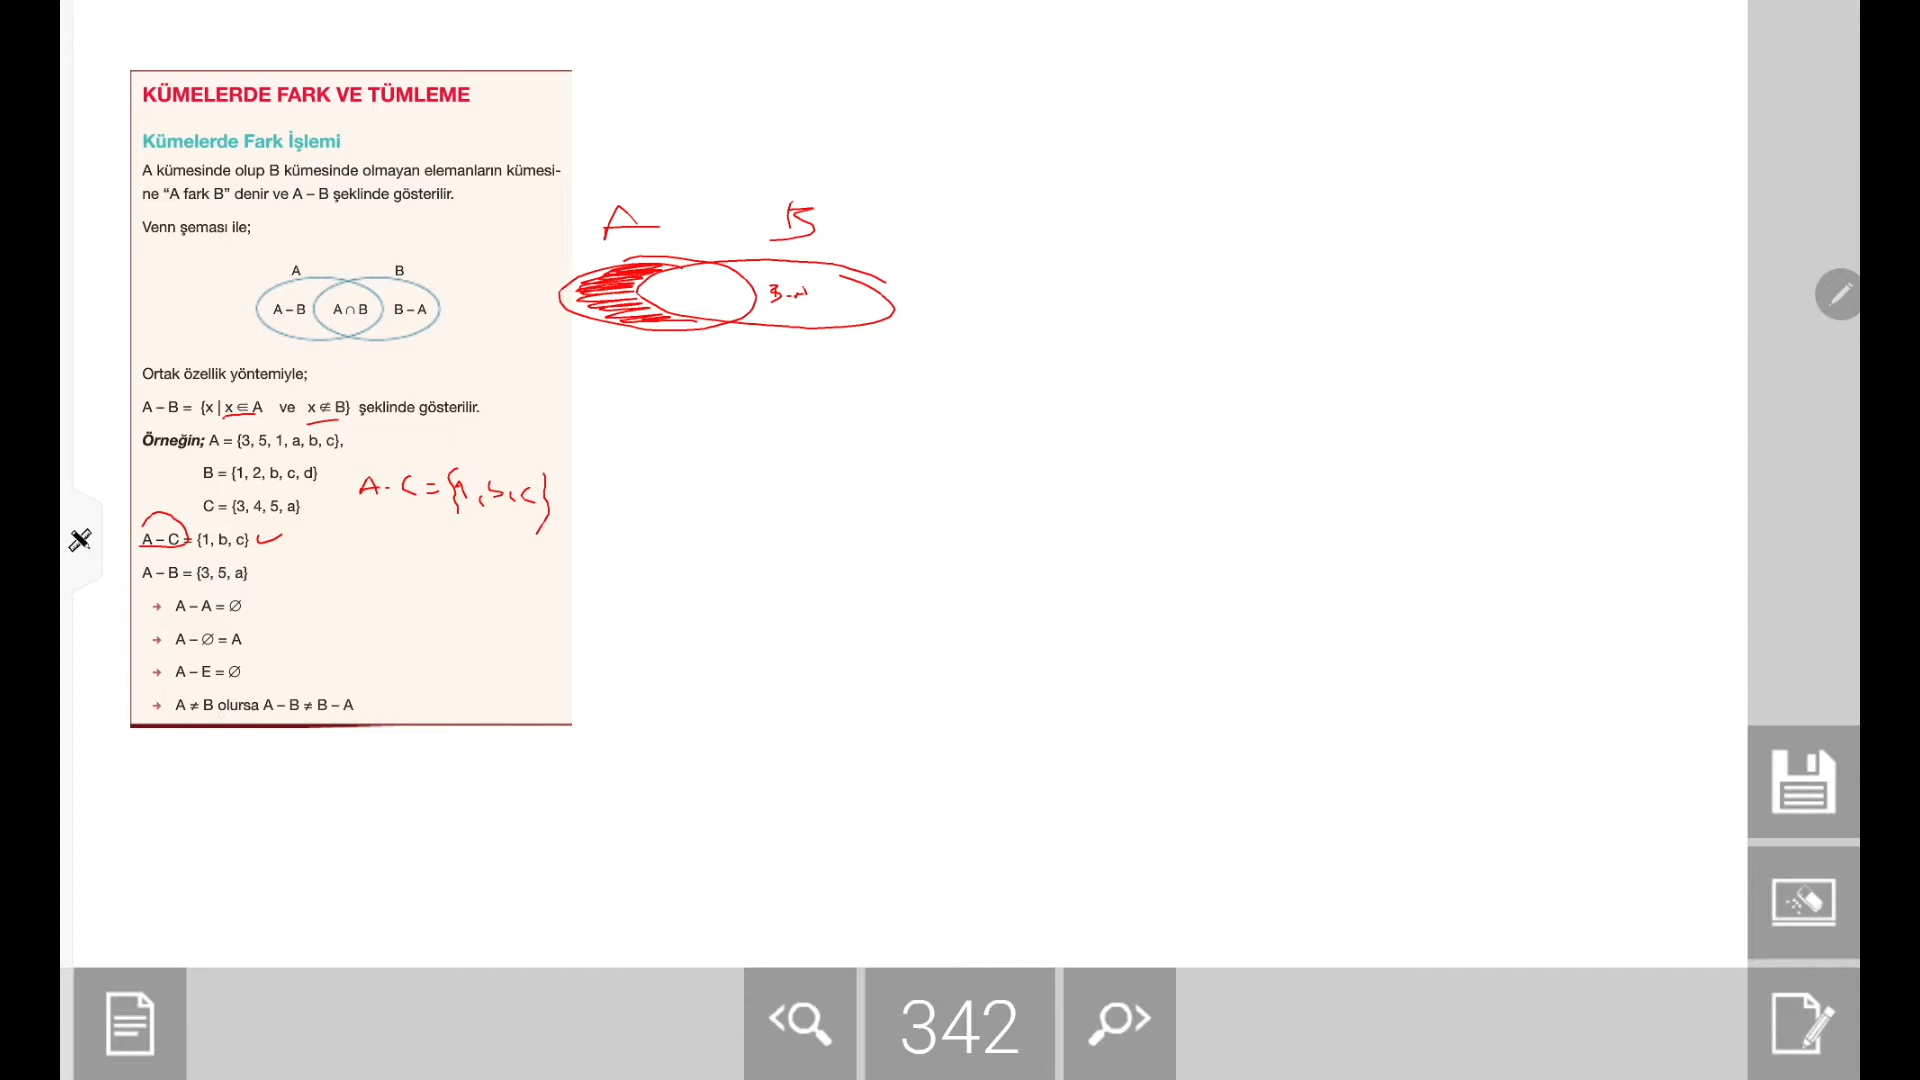 KÜMELERDE FARK VE TÜMLEME
Kümelerde Fark İşlemi
A kümesinde olup B kümesinde olmayan elemanların kümesi-
ne “A fark B” denir ve A – B şeklinde gösterilir.
Venn şeması ile;
A B
A – B A ∩ B B – A
A B
B-A
Ortak özellik yöntemiyle;
A – B = {x | x ∈ A ve x ∉ B} şeklinde gösterilir.
Örneğin; A = {3, 5, 1, a, b, c},
B = {1, 2, b, c, d}
A - C = {1, b, c}
C = {3, 4, 5, a}
A – C = {1, b, c}
A – B = {3, 5, a}
→ A – A = ∅
→ A – ∅ = A
→ A – E = ∅
→ A ≠ B olursa A – B ≠ B – A
342